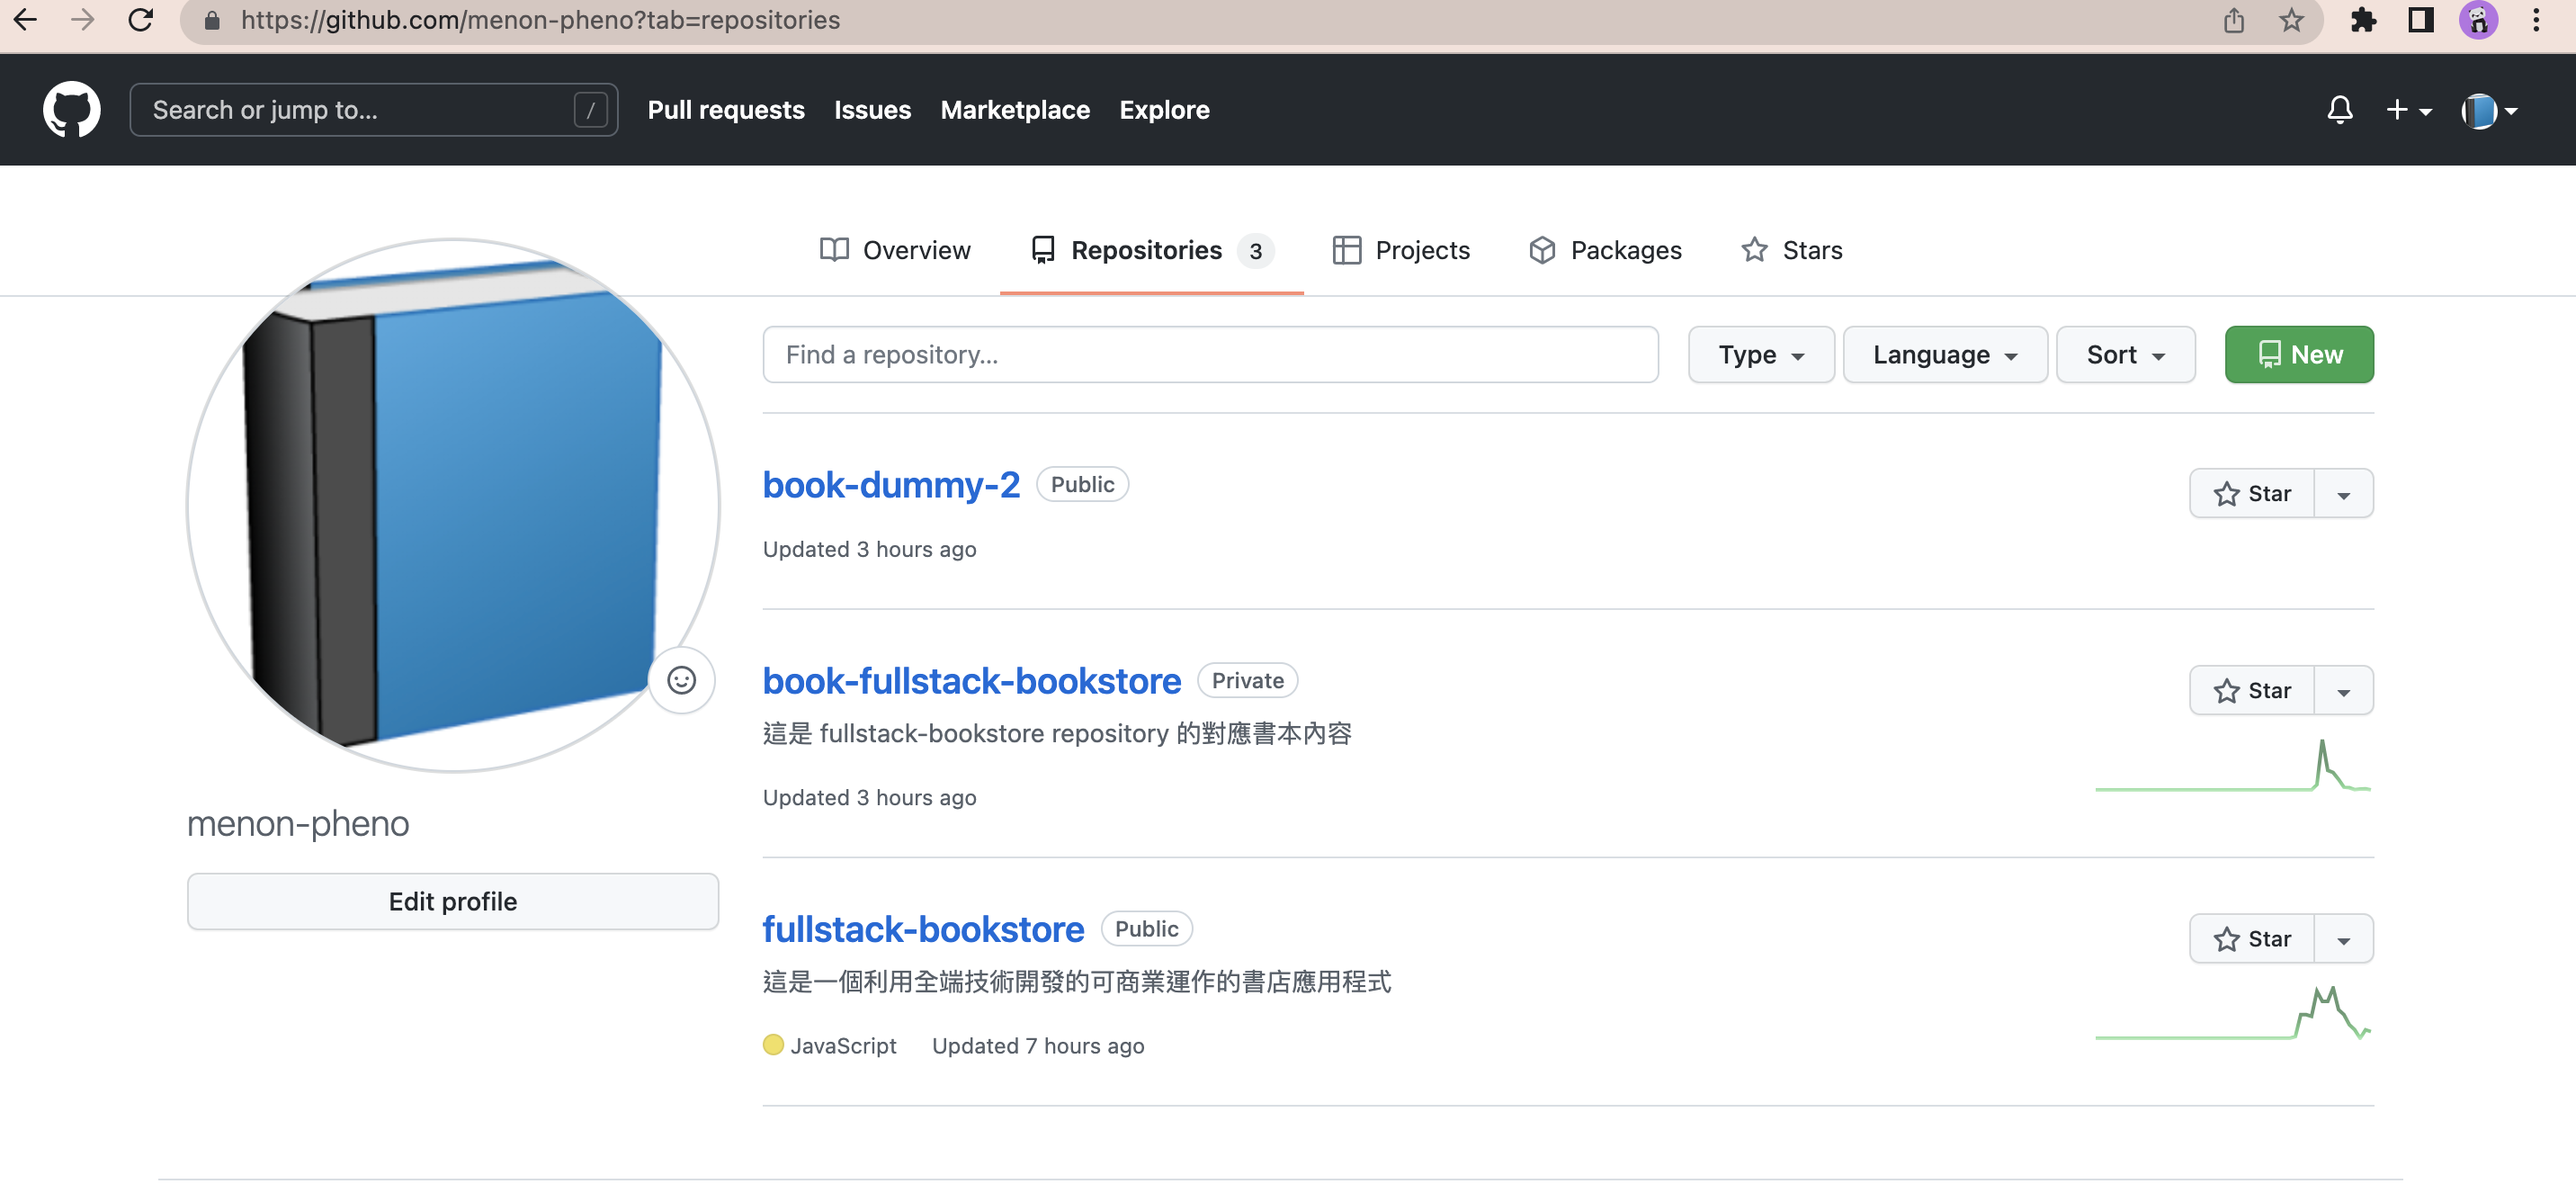 https://github.com/menon-pheno?tab=repositories
Search or jump to... / Pull requests Issues Marketplace Explore
Overview Repositories 3 Projects Packages Stars
Find a repository... Type Language Sort New
book-dummy-2 Public Star
Updated 3 hours ago
book-fullstack-bookstore Private Star
這是 fullstack-bookstore repository 的對應書本內容
Updated 3 hours ago
menon-pheno
Edit profile
fullstack-bookstore Public Star
這是一個利用全端技術開發的可商業運作的書店應用程式
JavaScript Updated 7 hours ago